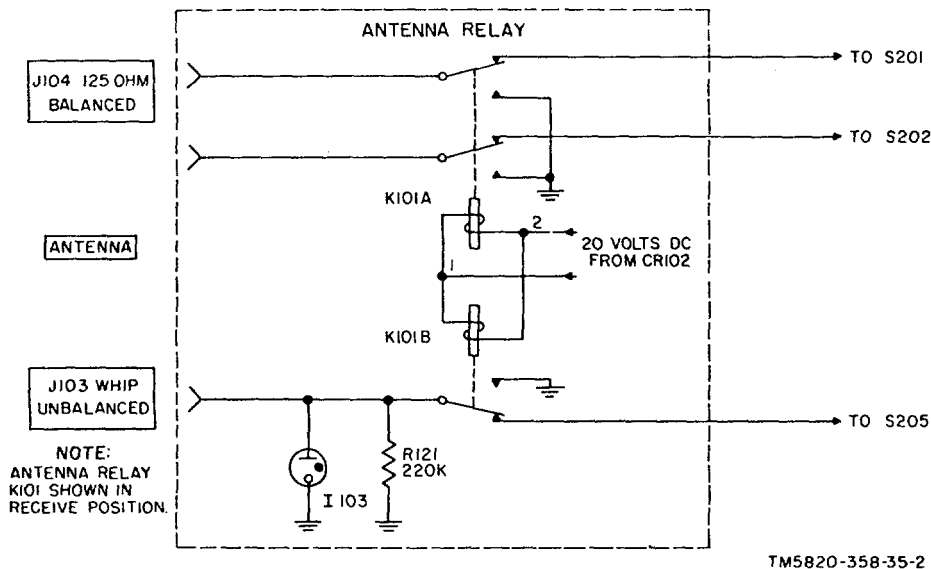 ANTENNA RELAY
J104 125 OHM
BALANCED
TO S201
TO S202
K101A
2
ANTENNA
20 VOLTS DC
FROM CR102
1
K101B
J103 WHIP
UNBALANCED
TO S205
NOTE:
ANTENNA RELAY
K101 SHOWN IN
RECEIVE POSITION.
R121
220K
I 103
TM5820-358-35-2